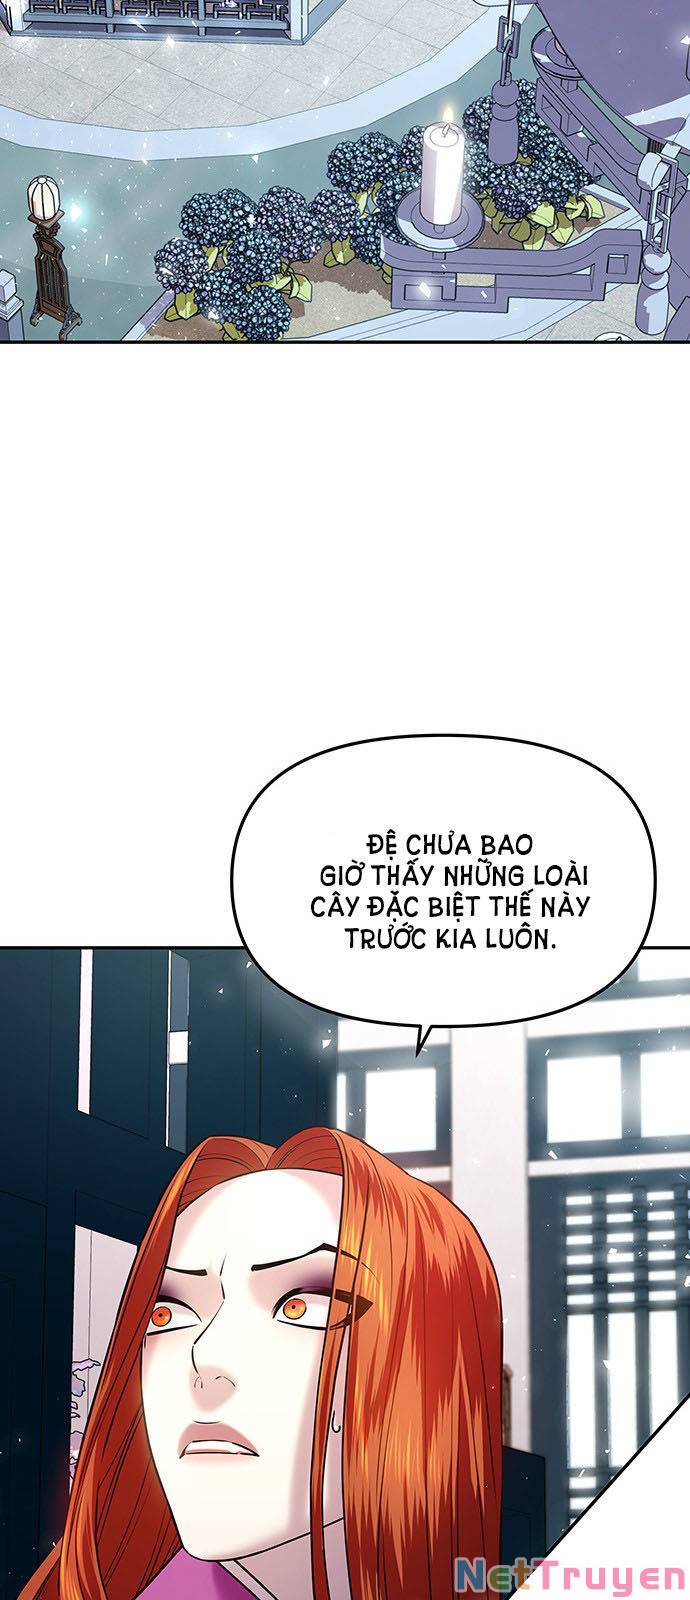 ĐỆ CHƯA BAO
GIỜ THẤY NHỮNG LOÀI
CÂY ĐẶC BIỆT THẾ NÀY
TRƯỚC KIA LUÔN.
NetTruyen